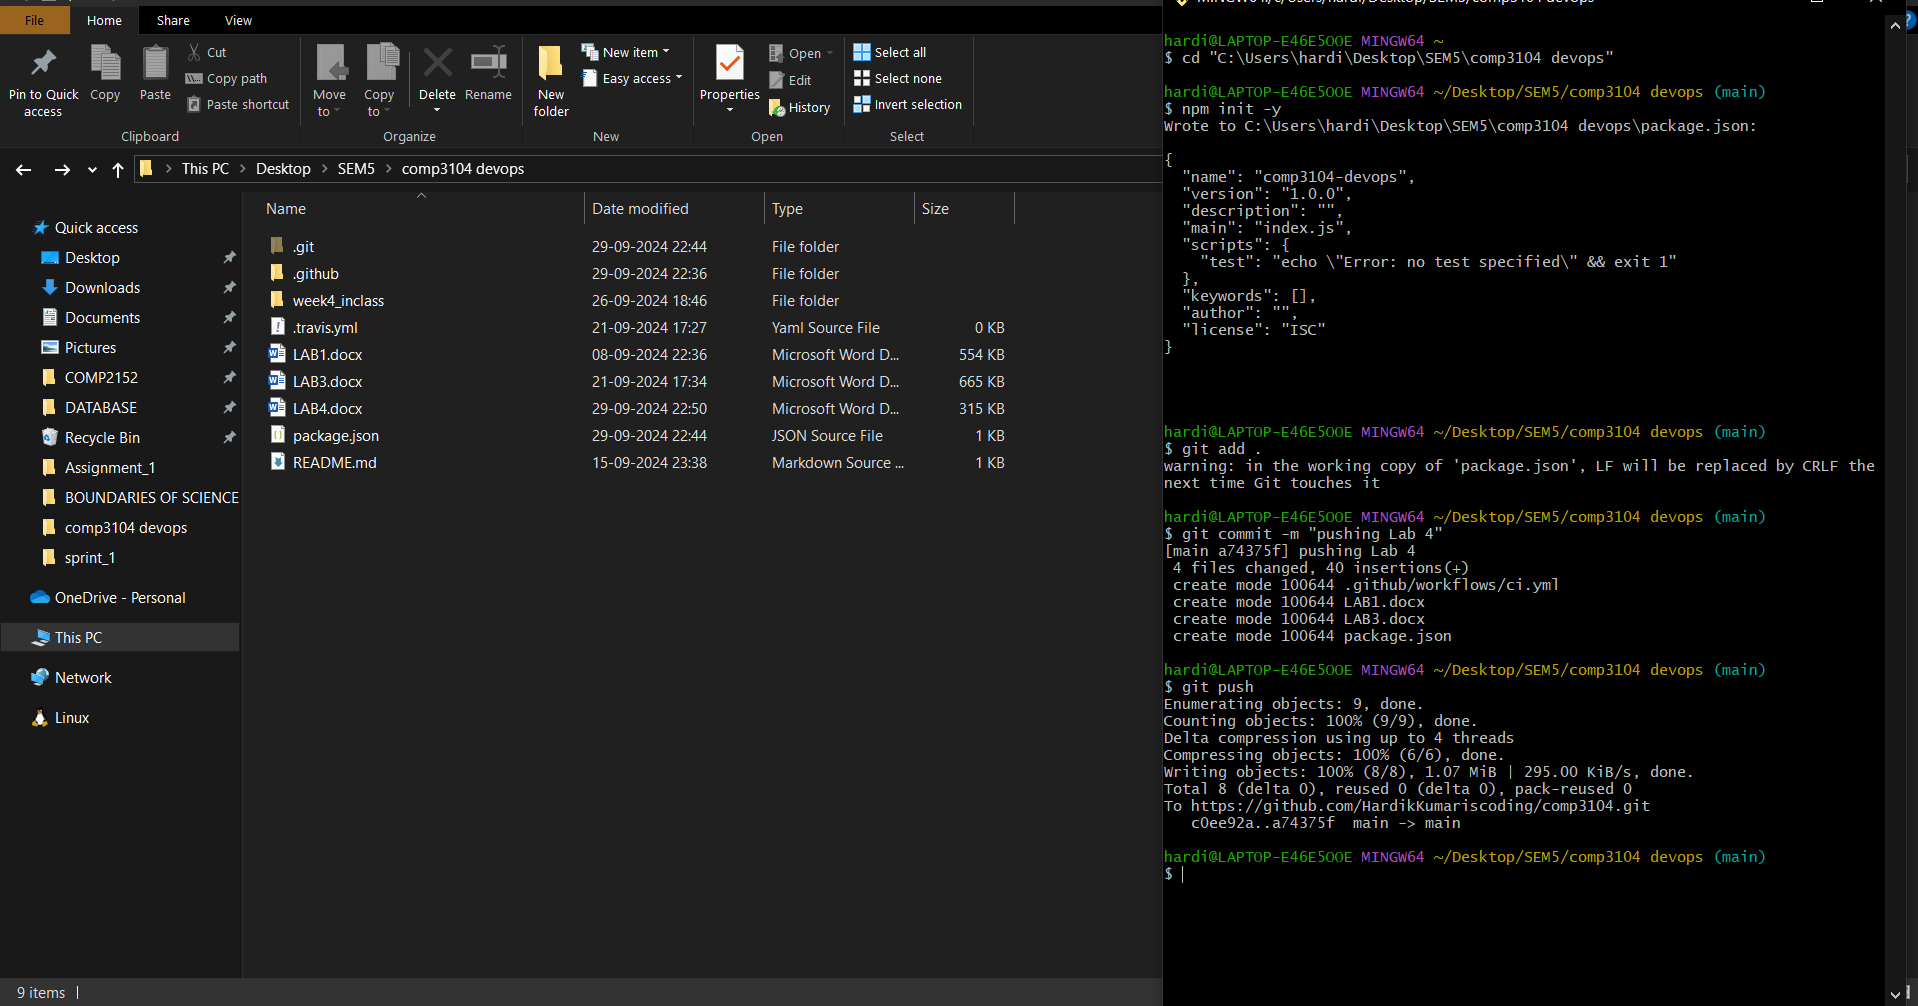 File Home Share View
Pin to Quick access
Copy
Paste
Cut
Copy path
Paste shortcut
Clipboard
Move to
Copy to
Delete
Rename
Organize
New folder
New item
Easy access
New
Properties
Open
Edit
History
Open
Select all
Select none
Invert selection
Select
This PC > Desktop > SEM5 > comp3104 devops
Quick access
Desktop
Downloads
Documents
Pictures
COMP2152
DATABASE
Recycle Bin
Assignment_1
BOUNDARIES OF SCIENCE
comp3104 devops
sprint_1
OneDrive - Personal
This PC
Network
Linux
Name Date modified Type Size
.git 29-09-2024 22:44 File folder
.github 29-09-2024 22:36 File folder
week4_inclass 26-09-2024 18:46 File folder
.travis.yml 21-09-2024 17:27 Yaml Source File 0 KB
LAB1.docx 08-09-2024 22:36 Microsoft Word D... 554 KB
LAB3.docx 21-09-2024 17:34 Microsoft Word D... 665 KB
LAB4.docx 29-09-2024 22:50 Microsoft Word D... 315 KB
package.json 29-09-2024 22:44 JSON Source File 1 KB
README.md 15-09-2024 23:38 Markdown Source ... 1 KB
9 items
hardi@LAPTOP-E46E5OOE MINGW64 ~
$ cd "C:\Users\hardi\Desktop\SEM5\comp3104 devops"
hardi@LAPTOP-E46E5OOE MINGW64 ~/Desktop/SEM5/comp3104 devops (main)
$ npm init -y
Wrote to C:\Users\hardi\Desktop\SEM5\comp3104 devops\package.json:
{
"name": "comp3104-devops",
"version": "1.0.0",
"description": "",
"main": "index.js",
"scripts": {
"test": "echo \"Error: no test specified\" && exit 1"
},
"keywords": [],
"author": "",
"license": "ISC"
}
hardi@LAPTOP-E46E5OOE MINGW64 ~/Desktop/SEM5/comp3104 devops (main)
$ git add .
warning: in the working copy of 'package.json', LF will be replaced by CRLF the
next time Git touches it
hardi@LAPTOP-E46E5OOE MINGW64 ~/Desktop/SEM5/comp3104 devops (main)
$ git commit -m "pushing Lab 4"
[main a74375f] pushing Lab 4
4 files changed, 40 insertions(+)
create mode 100644 .github/workflows/ci.yml
create mode 100644 LAB1.docx
create mode 100644 LAB3.docx
create mode 100644 package.json
hardi@LAPTOP-E46E5OOE MINGW64 ~/Desktop/SEM5/comp3104 devops (main)
$ git push
Enumerating objects: 9, done.
Counting objects: 100% (9/9), done.
Delta compression using up to 4 threads
Compressing objects: 100% (6/6), done.
Writing objects: 100% (8/8), 1.07 MiB | 295.00 KiB/s, done.
Total 8 (delta 0), reused 0 (delta 0), pack-reused 0
To https://github.com/HardikKumariscoding/comp3104.git
c0ee92a..a74375f main -> main
hardi@LAPTOP-E46E5OOE MINGW64 ~/Desktop/SEM5/comp3104 devops (main)
$